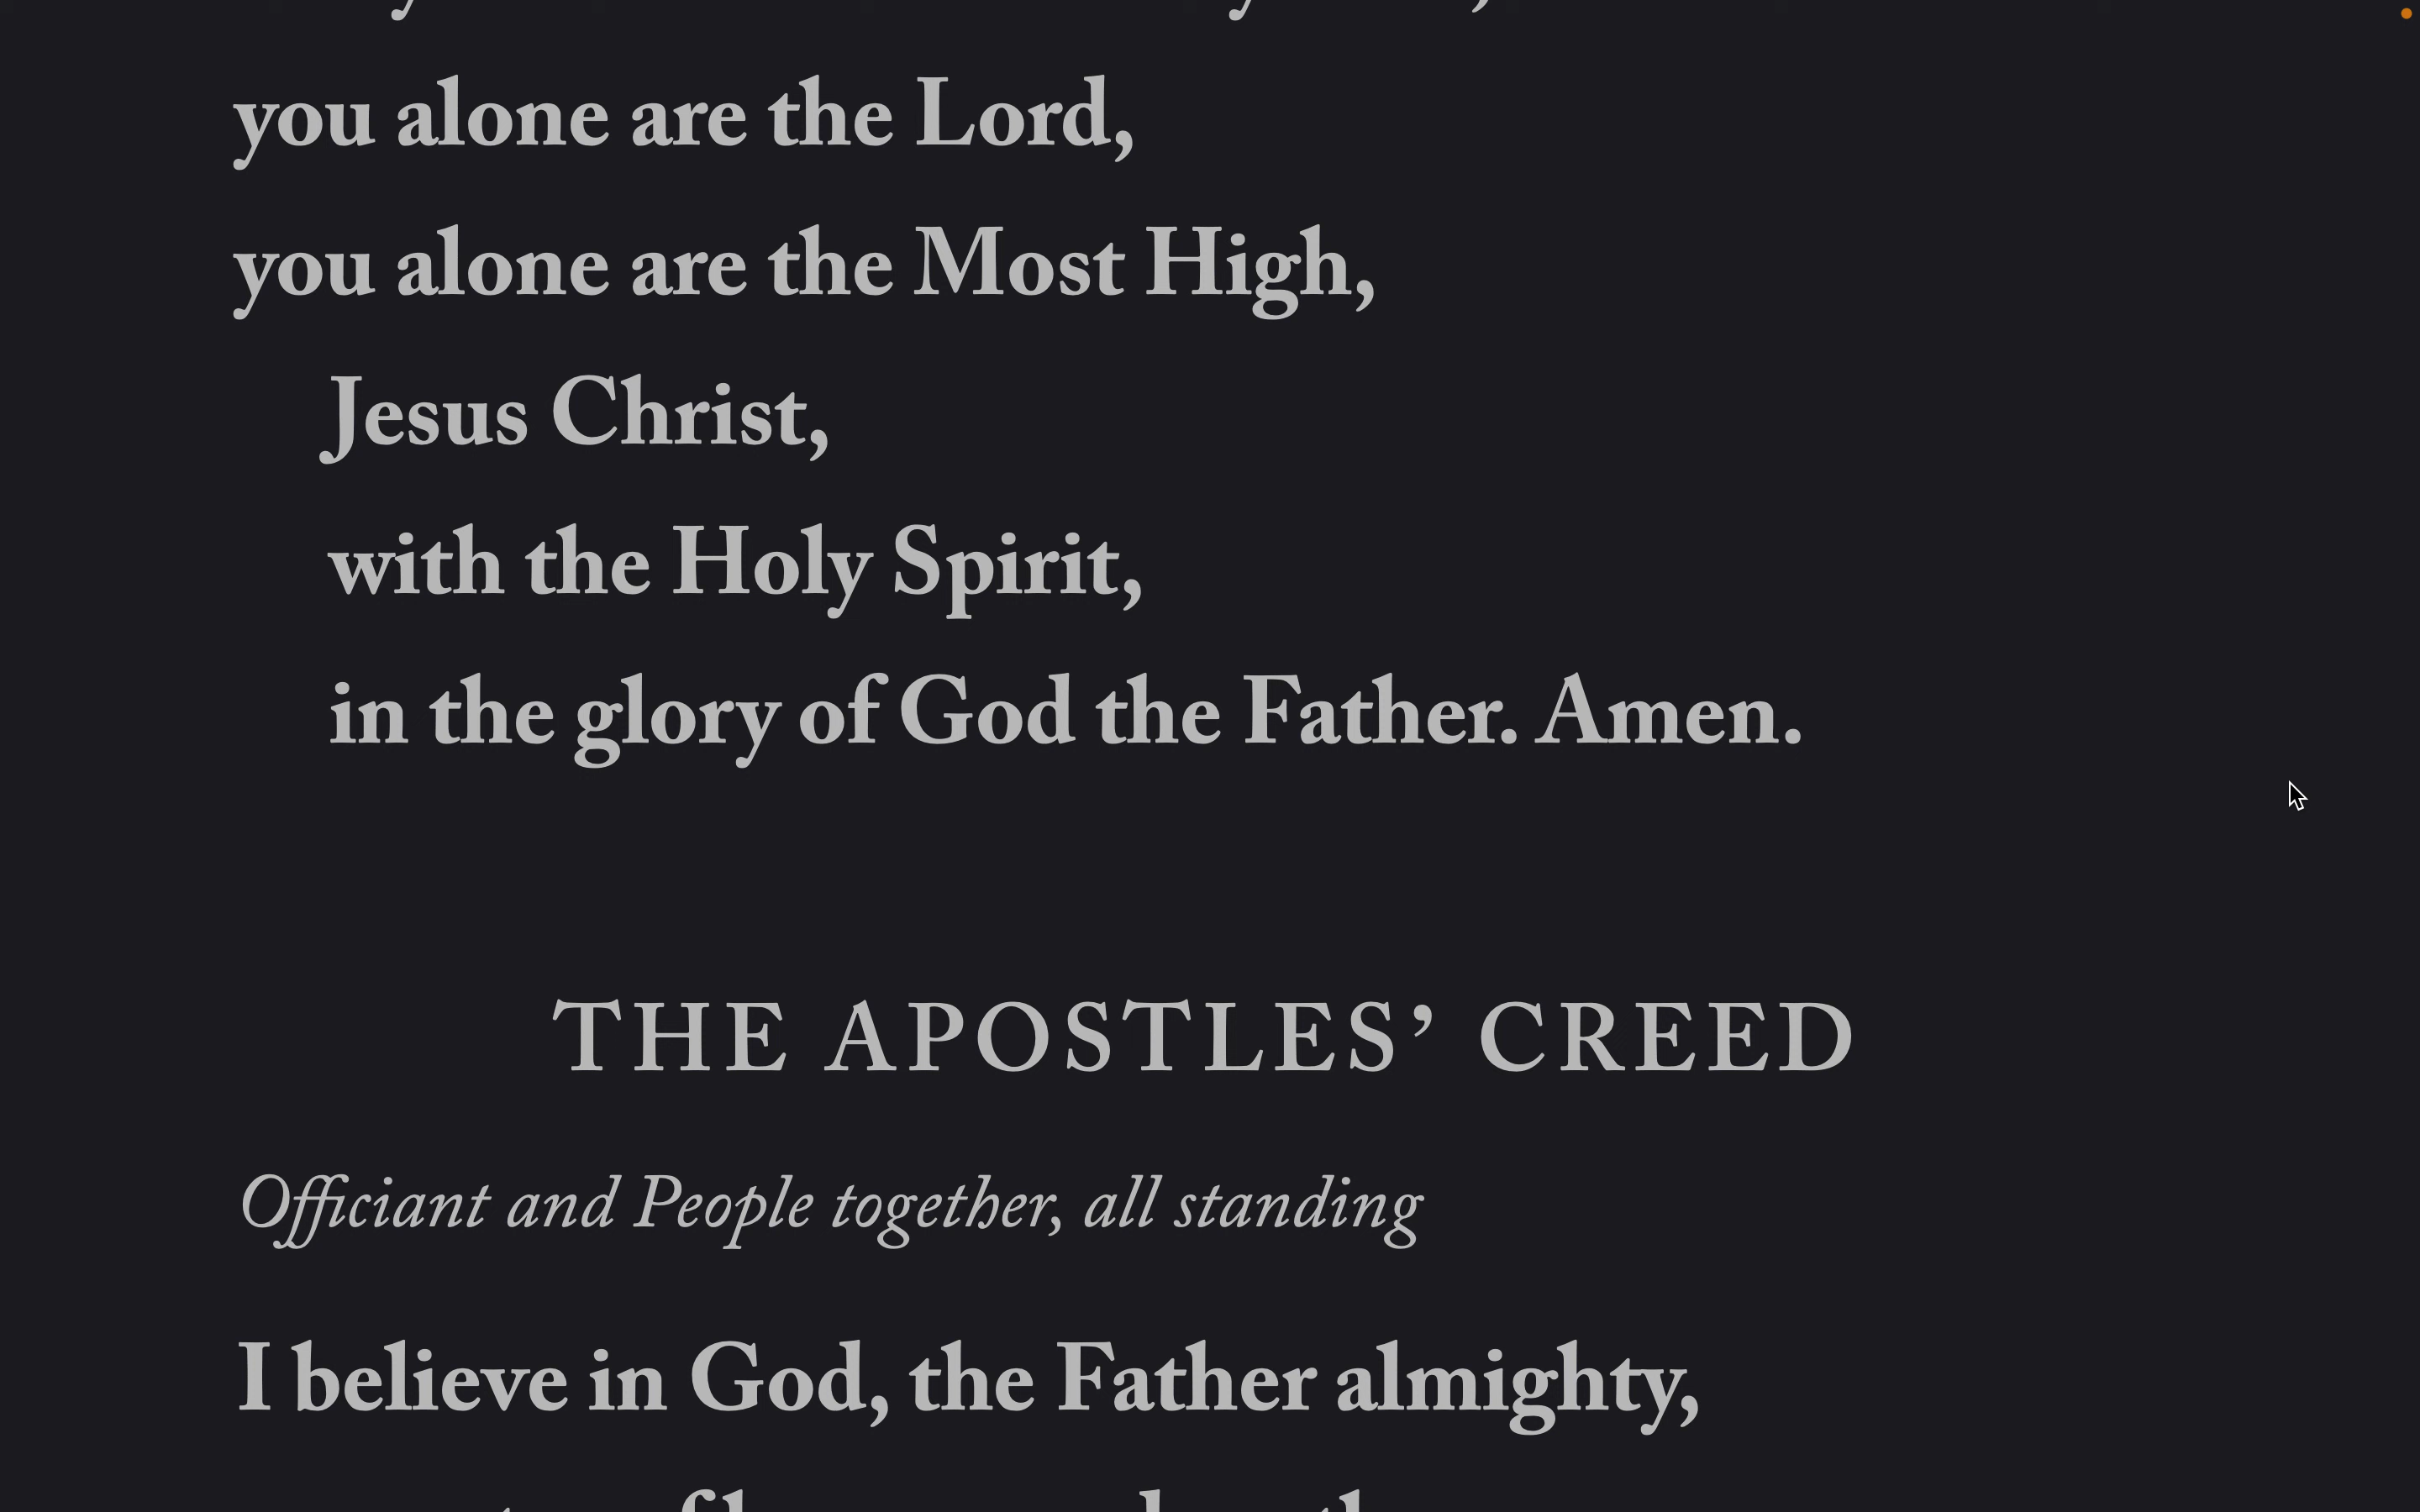 you alone are the Lord,
you alone are the Most High,
Jesus Christ,
with the Holy Spirit,
in the glory of God the Father. Amen.
THE APOSTLES’ CREED
Officiant and People together, all standing
I believe in God, the Father almighty,